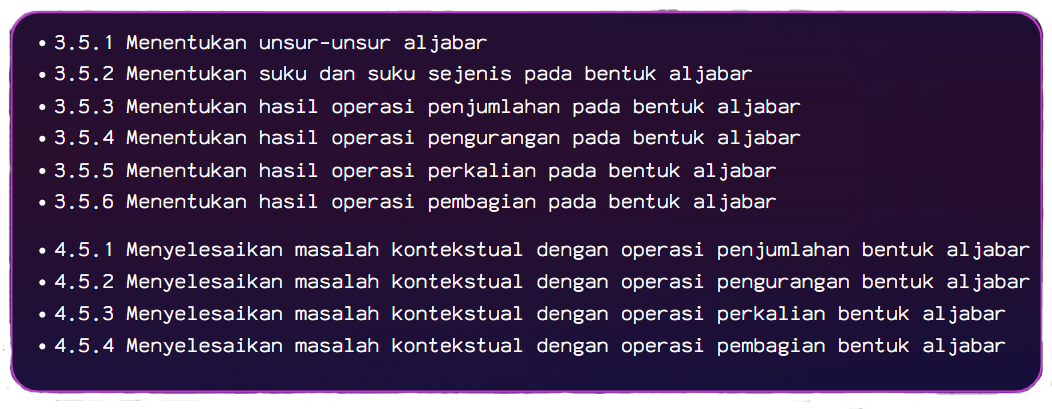 • 3.5.1 Menentukan unsur-unsur aljabar
• 3.5.2 Menentukan suku dan suku sejenis pada bentuk aljabar
• 3.5.3 Menentukan hasil operasi penjumlahan pada bentuk aljabar
• 3.5.4 Menentukan hasil operasi pengurangan pada bentuk aljabar
• 3.5.5 Menentukan hasil operasi perkalian pada bentuk aljabar
• 3.5.6 Menentukan hasil operasi pembagian pada bentuk aljabar
• 4.5.1 Menyelesaikan masalah kontekstual dengan operasi penjumlahan bentuk aljabar
• 4.5.2 Menyelesaikan masalah kontekstual dengan operasi pengurangan bentuk aljabar
• 4.5.3 Menyelesaikan masalah kontekstual dengan operasi perkalian bentuk aljabar
• 4.5.4 Menyelesaikan masalah kontekstual dengan operasi pembagian bentuk aljabar